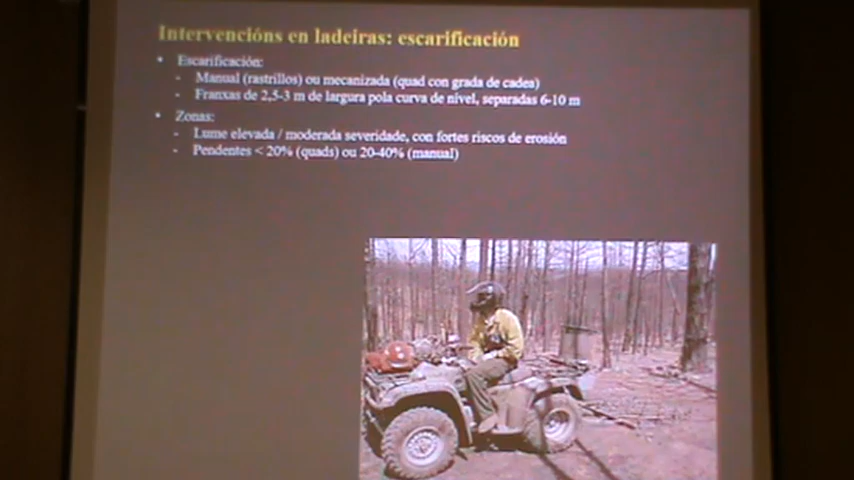 Intervencións en ladeiras: escarificación
• Escarificación:
- Manual (rastrillos) ou mecanizada (quad con grada de cadea)
- Franxas de 2,5-3 m de largura pola curva de nivel, separadas 6-10 m
• Zonas:
- Lume elevada / moderada severidade, con fortes riscos de erosión
- Pendentes < 20% (quads) ou 20-40% (manual)